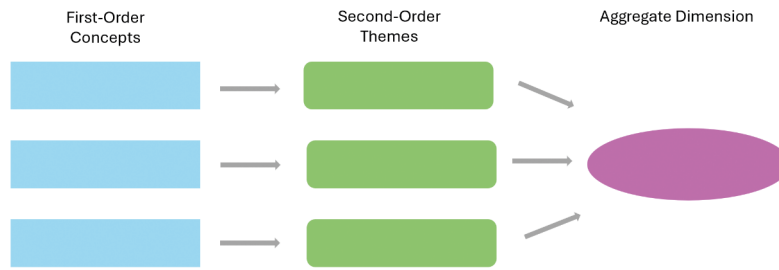 First-Order
Concepts
Second-Order
Themes
Aggregate Dimension